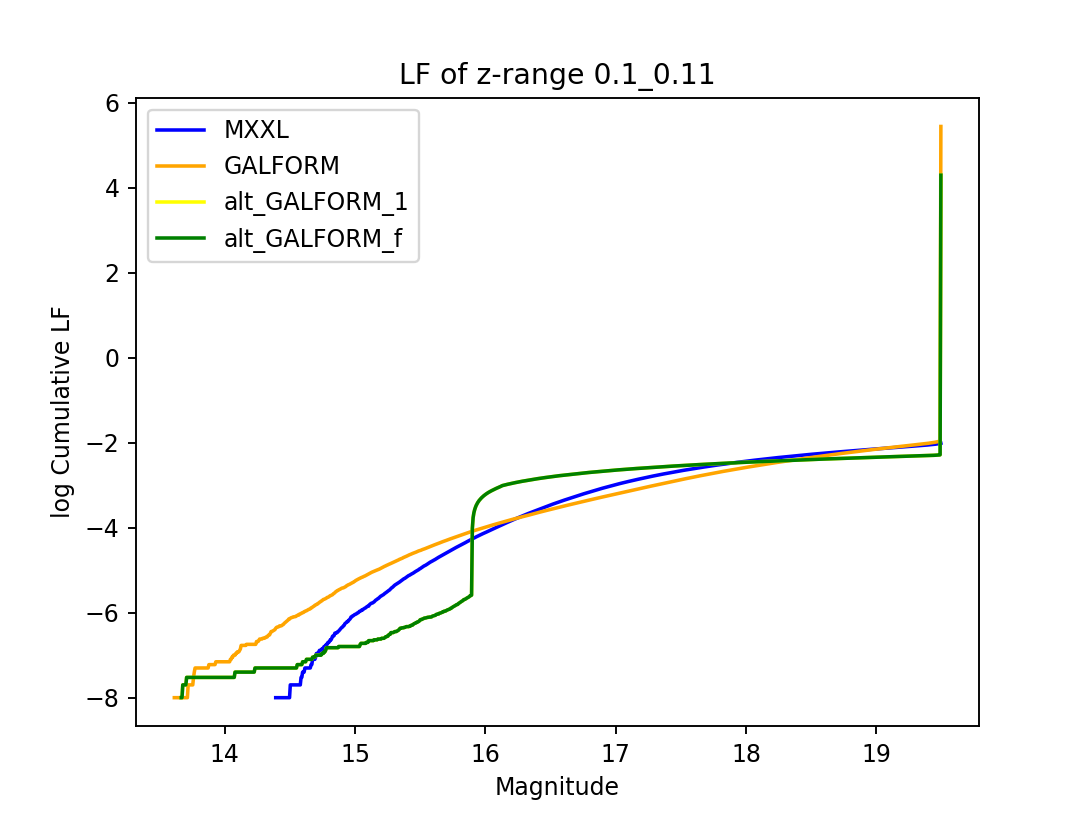 LF of z-range 0.1_0.11
6
4
2
0
−2
−4
−6
−8
log Cumulative LF
MXXL
GALFORM
alt_GALFORM_1
alt_GALFORM_f
14 15 16 17 18 19
Magnitude